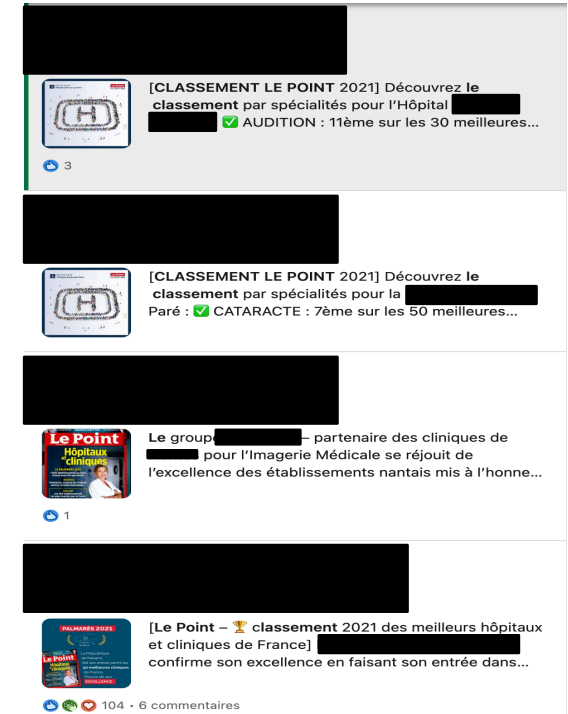 [CLASSEMENT LE POINT 2021] Découvrez le
classement par spécialités pour l'Hôpital
✅ AUDITION : 11ème sur les 30 meilleures...
3
[CLASSEMENT LE POINT 2021] Découvrez le
classement par spécialités pour la
Paré : ✅ CATARACTE : 7ème sur les 50 meilleures...
Le Point
Hôpitaux
et cliniques
Le groupe – partenaire des cliniques de
pour l'Imagerie Médicale se réjouit de
l'excellence des établissements nantais mis à l'honne...
1
PALMARÈS 2021
Le Point
[Le Point – 🏆 classement 2021 des meilleurs hôpitaux
et cliniques de France]
confirme son excellence en faisant son entrée dans...
104 • 6 commentaires